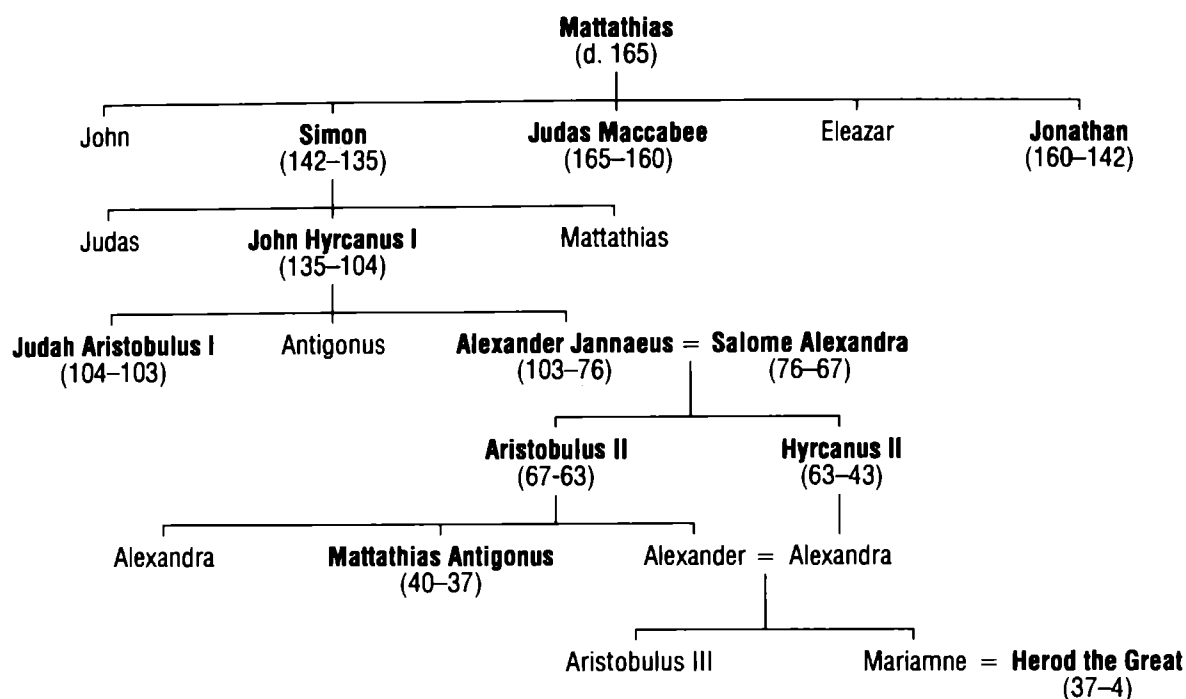 Mattathias
(d. 165)
John Simon Judas Maccabee Eleazar Jonathan
(142–135) (165–160) (160–142)
Judas John Hyrcanus I Mattathias
(135–104)
Judah Aristobulus I Antigonus Alexander Jannaeus = Salome Alexandra
(104–103) (103–76) (76–67)
Aristobulus II Hyrcanus II
(67-63) (63–43)
Alexandra Mattathias Antigonus Alexander = Alexandra
(40–37)
Aristobulus III Mariamne = Herod the Great
(37–4)